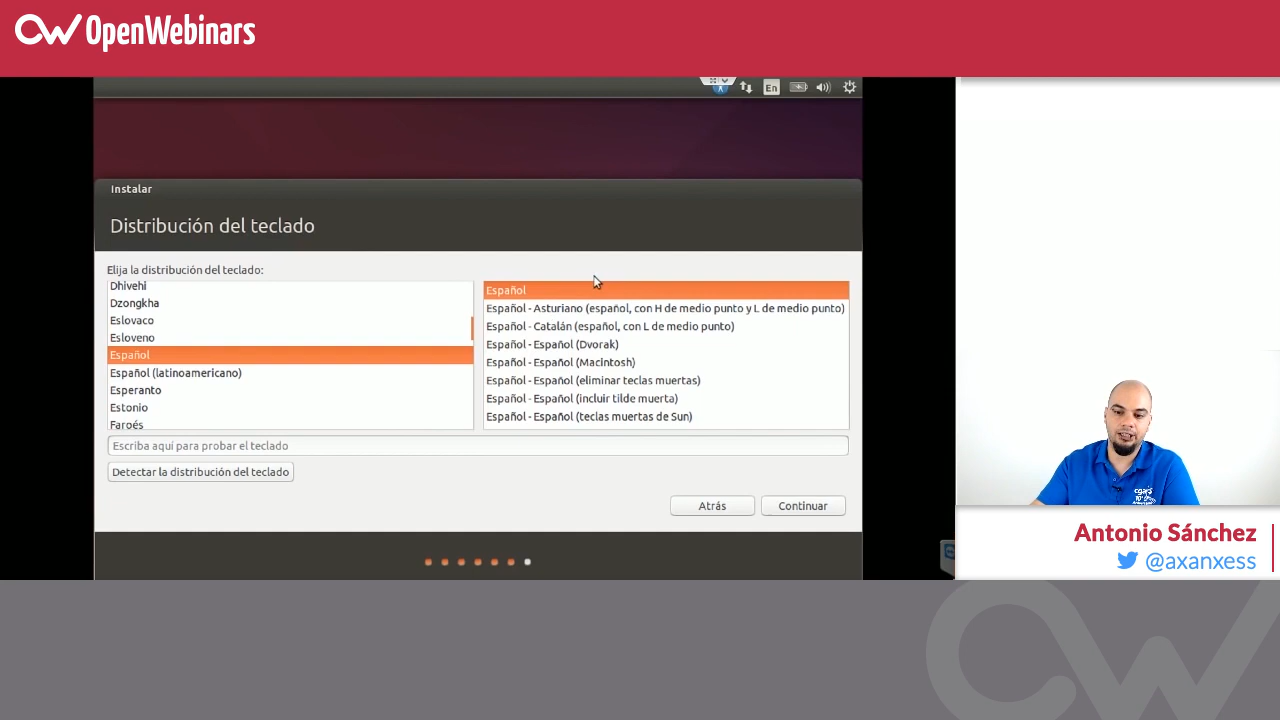 OpenWebinars
En
Instalar
Distribución del teclado
Elija la distribución del teclado:
Dhivehi
Dzongkha
Eslovaco
Esloveno
Español
Español (latinoamericano)
Esperanto
Estonio
Faroés
Español
Español - Asturiano (español, con H de medio punto y L de medio punto)
Español - Catalán (español, con L de medio punto)
Español - Español (Dvorak)
Español - Español (Macintosh)
Español - Español (eliminar teclas muertas)
Español - Español (incluir tilde muerta)
Español - Español (teclas muertas de Sun)
Escriba aquí para probar el teclado
Detectar la distribución del teclado
Atrás
Continuar
Antonio Sánchez
@axanxess